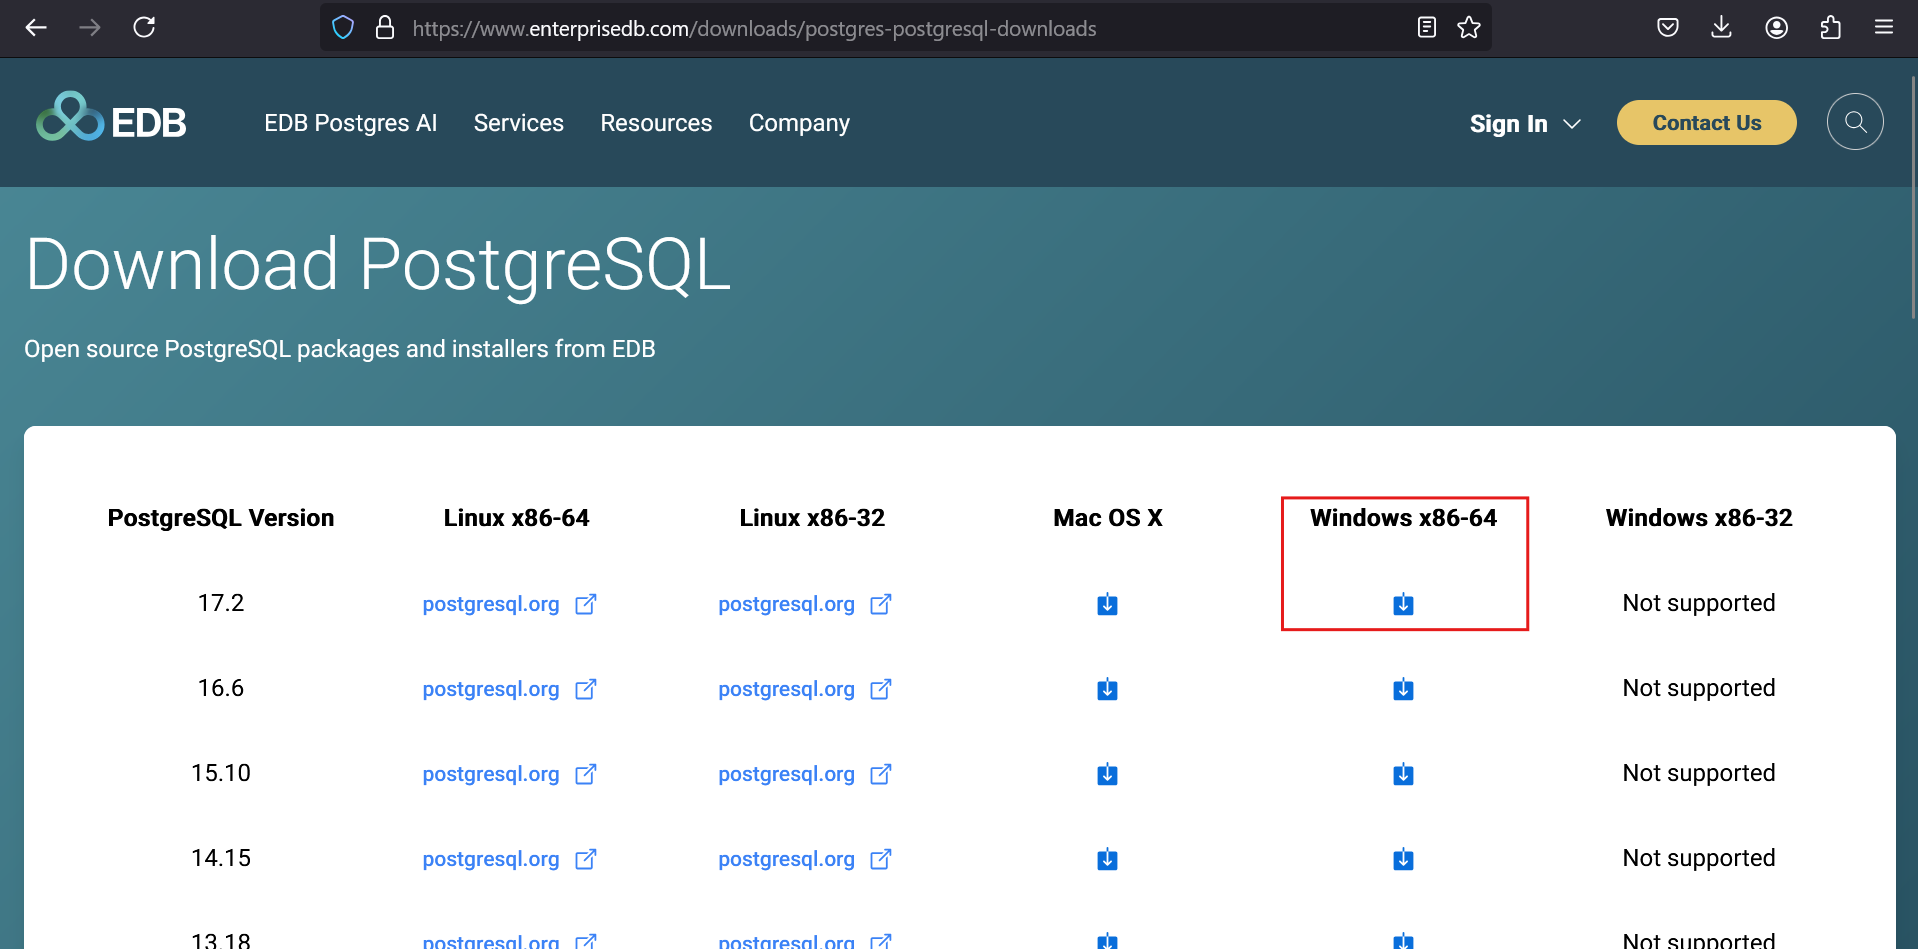 https://www.enterprisedb.com/downloads/postgres-postgresql-downloads
EDB
EDB Postgres AI
Services
Resources
Company
Sign In
Contact Us
Download PostgreSQL
Open source PostgreSQL packages and installers from EDB
PostgreSQL Version Linux x86-64 Linux x86-32 Mac OS X Windows x86-64 Windows x86-32
17.2 postgresql.org postgresql.org Not supported
16.6 postgresql.org postgresql.org Not supported
15.10 postgresql.org postgresql.org Not supported
14.15 postgresql.org postgresql.org Not supported
13.18 postgresql.org postgresql.org Not supported